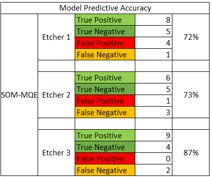 Model Predictive Accuracy
SOM-MQE
Etcher 1
True Positive 8
True Negative 5
False Positive 4
False Negative 1
72%
Etcher 2
True Positive 6
True Negative 5
False Positive 1
False Negative 3
73%
Etcher 3
True Positive 9
True Negative 4
False Positive 0
False Negative 2
87%